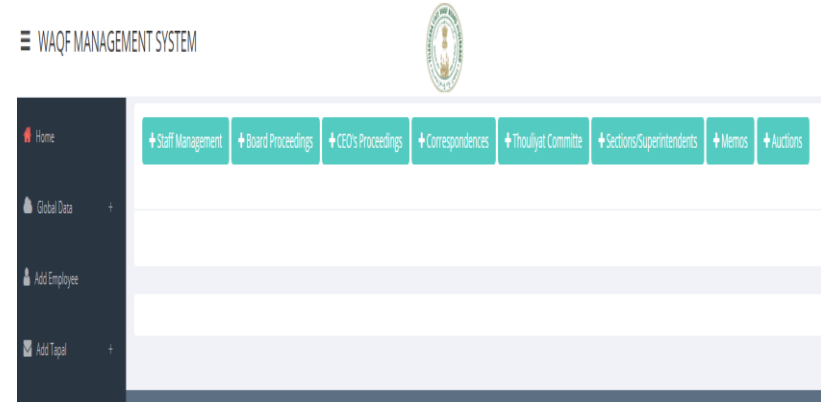 WAQF MANAGEMENT SYSTEM
Home
+ Staff Management + Board Proceedings + CEO's Proceedings + Correspondences + Thouliyat Committe + Sections/Superintendents + Memos + Auctions
Global Data +
Add Employee
Add Tapal +